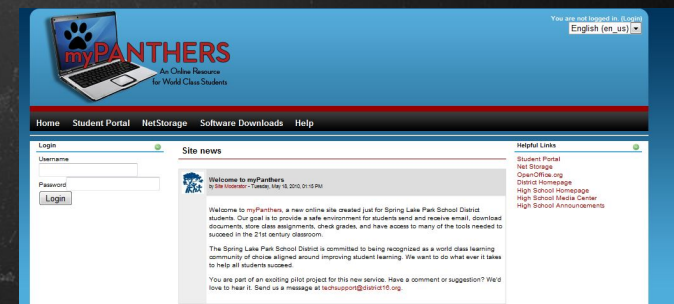 You are not logged in. (Login)
English (en_us)
myPANTHERS
An Online Resource
for World Class Students
Home Student Portal NetStorage Software Downloads Help
Login
Username
Password
Login
Site news
Welcome to myPanthers
by Site Moderator - Tuesday, May 18, 2010, 01:15 PM
Welcome to myPanthers, a new online site created just for Spring Lake Park School District
students. Our goal is to provide a safe environment for students send and receive email, download
documents, store class assignments, check grades, and have access to many of the tools needed to
succeed in the 21st century classroom.
The Spring Lake Park School District is committed to being recognized as a world class learning
community of choice aligned around improving student learning. We want to do what ever it takes
to help all students succeed.
You are part of an exciting pilot project for this new service. Have a comment or suggestion? We'd
love to hear it. Send us a message at techsupport@district16.org.
Helpful Links
Student Portal
Net Storage
OpenOffice.org
District Homepage
High School Homepage
High School Media Center
High School Announcements